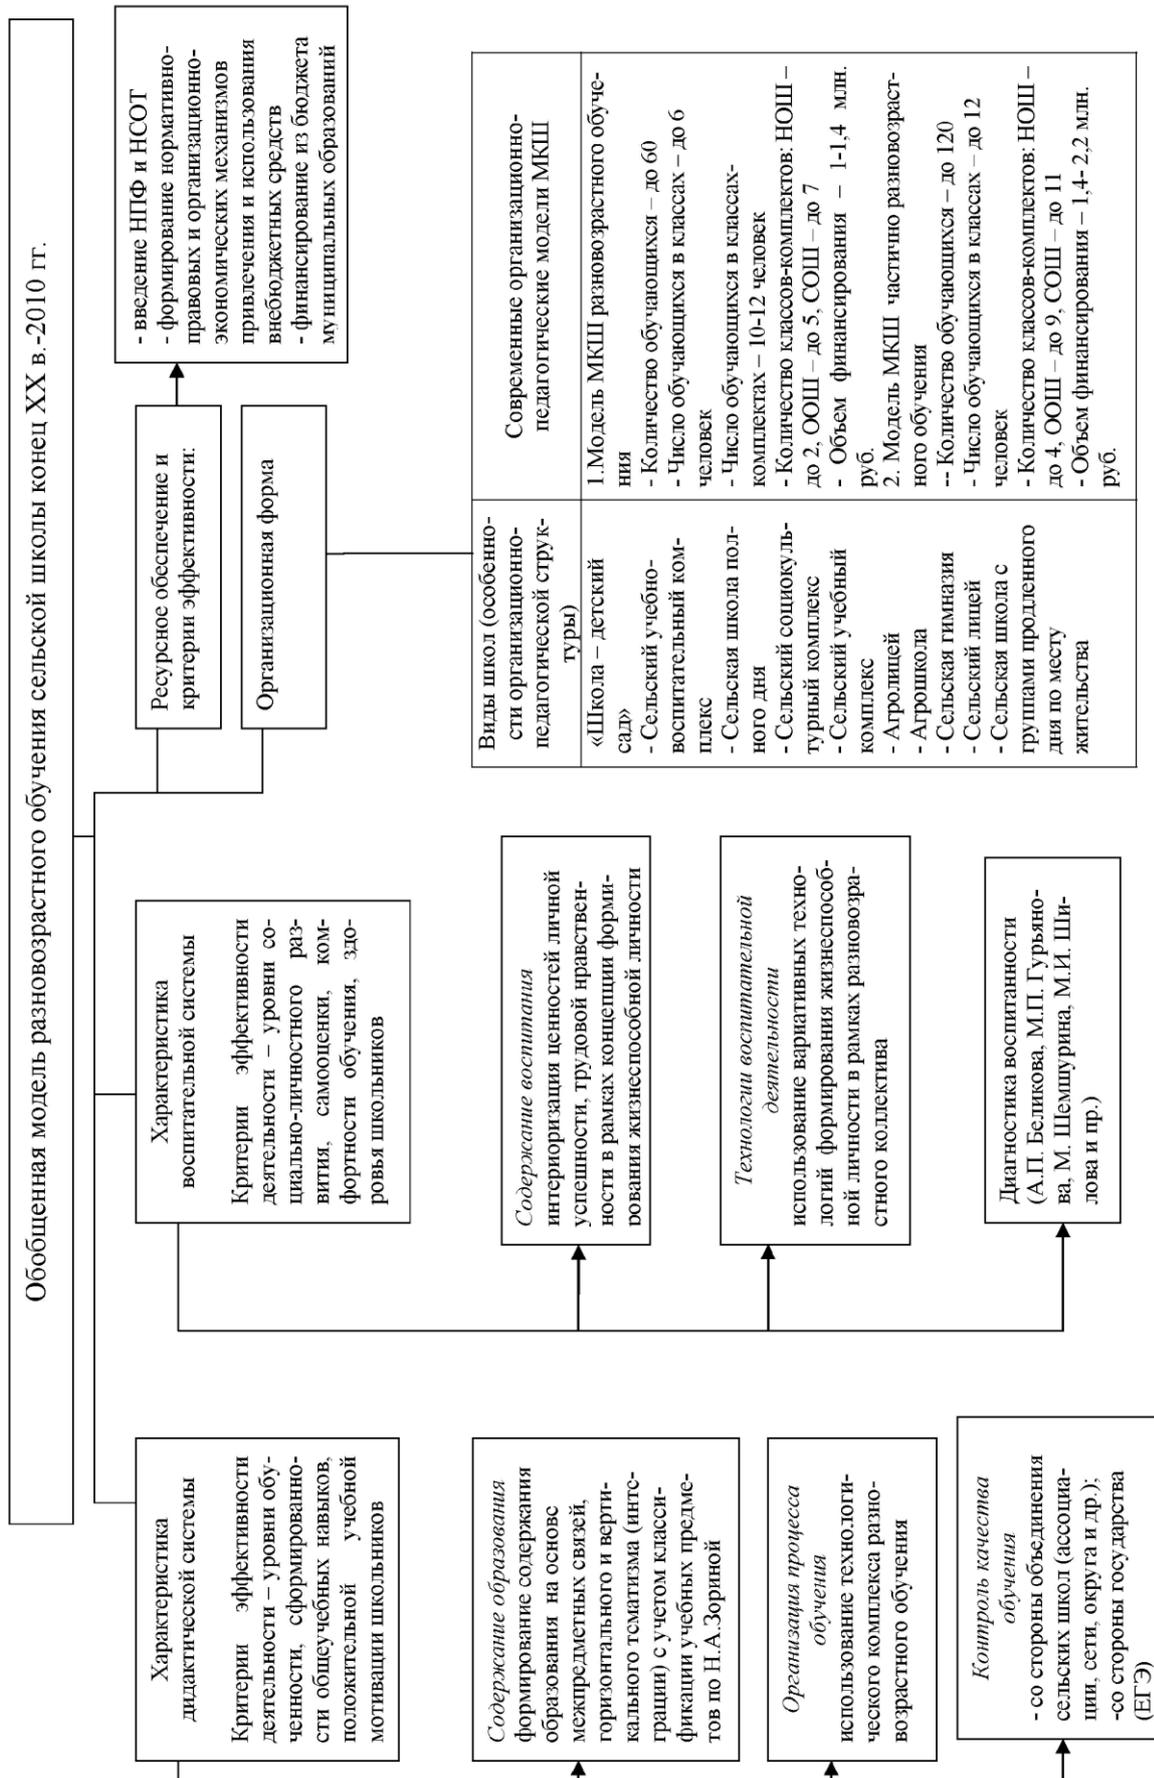 Обобщенная модель разновозрастного обучения сельской школы конец XX в.-2010 гг.
Характеристика
дидактической системы
Критерии эффективности
деятельности – уровни обу-
ченности, сформированно-
сти общеучебных навыков,
положительной учебной
мотивации школьников
Содержание образования
формирование содержания
образования на основе
межпредметных связей,
горизонтального и верти-
кального тематизма (инте-
грации) с учетом класси-
фикации учебных предме-
тов по Н.А.Зориной
Организация процесса
обучения
использование технологи-
ческого комплекса разно-
возрастного обучения
Контроль качества
обучения
- со стороны объединения
сельских школ (ассоциа-
ции, сети, округа и др.);
-со стороны государства
(ЕГЭ)
Характеристика
воспитательной системы
Критерии эффективности
деятельности – уровни со-
циально-личностного раз-
вития, самооценки, ком-
фортности обучения, здо-
ровья школьников
Содержание воспитания
интериоризация ценностей личной
успешности, трудовой нравствен-
ности в рамках концепции форми-
рования жизнеспособной личности
Технологии воспитательной
деятельности
использование вариативных техно-
логий формирования жизнеспособ-
ной личности в рамках разновозра-
стного коллектива
Диагностика воспитанности
(А.П. Беликова, М.П. Гурьяно-
ва, М. Шемшурина, М.И. Ши-
лова и пр.)
Ресурсное обеспечение и
критерии эффективности:
- введение НПФ и НСОТ
- формирование нормативно-
правовых и организационно-
экономических механизмов
привлечения и использования
внебюджетных средств
- финансирование из бюджета
муниципальных образований
Организационная форма
Виды школ (особенно-
сти организационно-
педагогической струк-
туры)
«Школа – детский
сад»
- Сельский учебно-
воспитательный ком-
плекс
- Сельская школа пол-
ного дня
- Сельский социокуль-
турный комплекс
- Сельский учебный
комплекс
- Агролицей
- Агрошкола
- Сельская гимназия
- Сельский лицей
- Сельская школа с
группами продленного
дня по месту
жительства
Современные организационно-
педагогические модели МКШ
1.Модель МКШ разновозрастного обуче-
ния
- Количество обучающихся – до 60
- Число обучающихся в классах – до 6
человек
- Число обучающихся в классах-
комплектах – 10-12 человек
- Количество классов-комплектов: НОШ –
до 2, ООШ – до 5, СОШ – до 7
- Объем финансирования – 1-1,4 млн.
руб.
2. Модель МКШ частично разновозраст-
ного обучения
-- Количество обучающихся – до 120
- Число обучающихся в классах – до 12
человек
- Количество классов-комплектов: НОШ –
до 4, ООШ – до 9, СОШ – до 11
- Объем финансирования – 1,4- 2,2 млн.
руб.